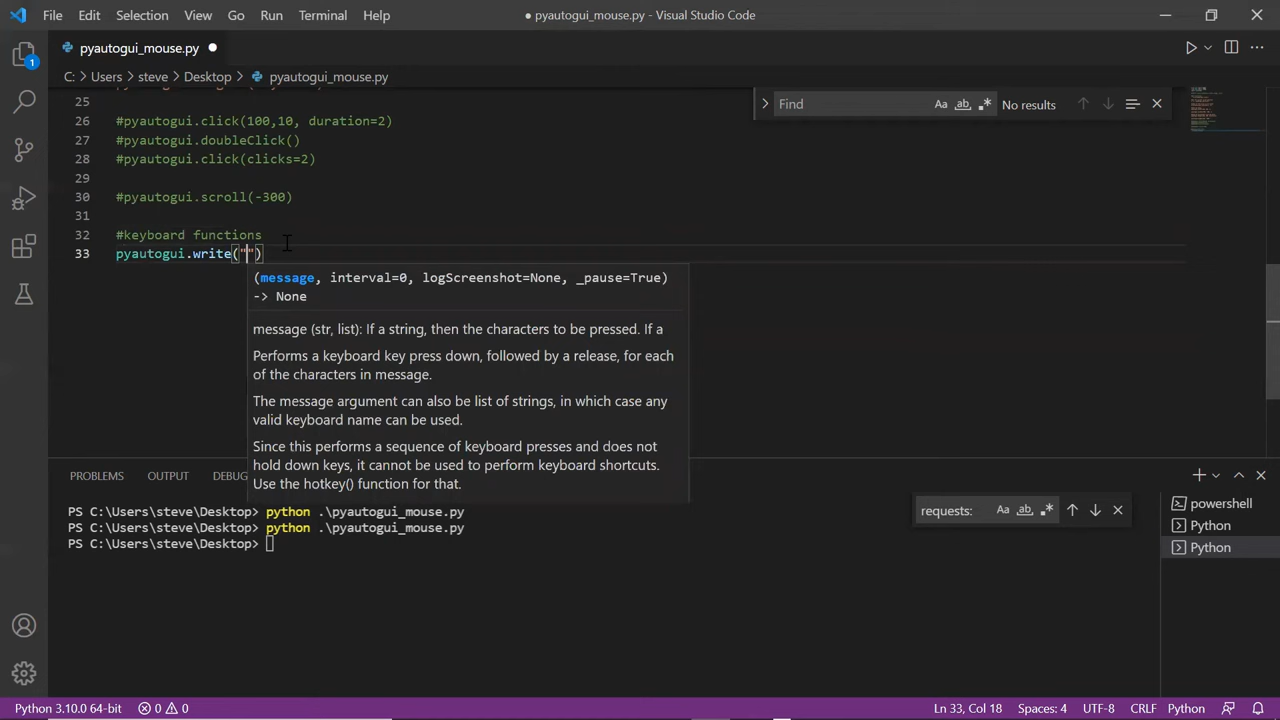 File Edit Selection View Go Run Terminal Help
● pyautogui_mouse.py - Visual Studio Code
pyautogui_mouse.py
C: > Users > steve > Desktop > pyautogui_mouse.py
Find
Aa ab .* No results
25
26 #pyautogui.click(100,10, duration=2)
27 #pyautogui.doubleClick()
28 #pyautogui.click(clicks=2)
29
30 #pyautogui.scroll(-300)
31
32 #keyboard functions
33 pyautogui.write("")
(message, interval=0, logScreenshot=None, _pause=True)
-> None
message (str, list): If a string, then the characters to be pressed. If a
Performs a keyboard key press down, followed by a release, for each
of the characters in message.
The message argument can also be list of strings, in which case any
valid keyboard name can be used.
Since this performs a sequence of keyboard presses and does not
hold down keys, it cannot be used to perform keyboard shortcuts.
Use the hotkey() function for that.
PROBLEMS OUTPUT DEBUG
PS C:\Users\steve\Desktop> python .\pyautogui_mouse.py
PS C:\Users\steve\Desktop> python .\pyautogui_mouse.py
PS C:\Users\steve\Desktop>
requests: Aa ab .*
powershell
Python
Python
1
Python 3.10.0 64-bit 0 0
Ln 33, Col 18 Spaces: 4 UTF-8 CRLF Python